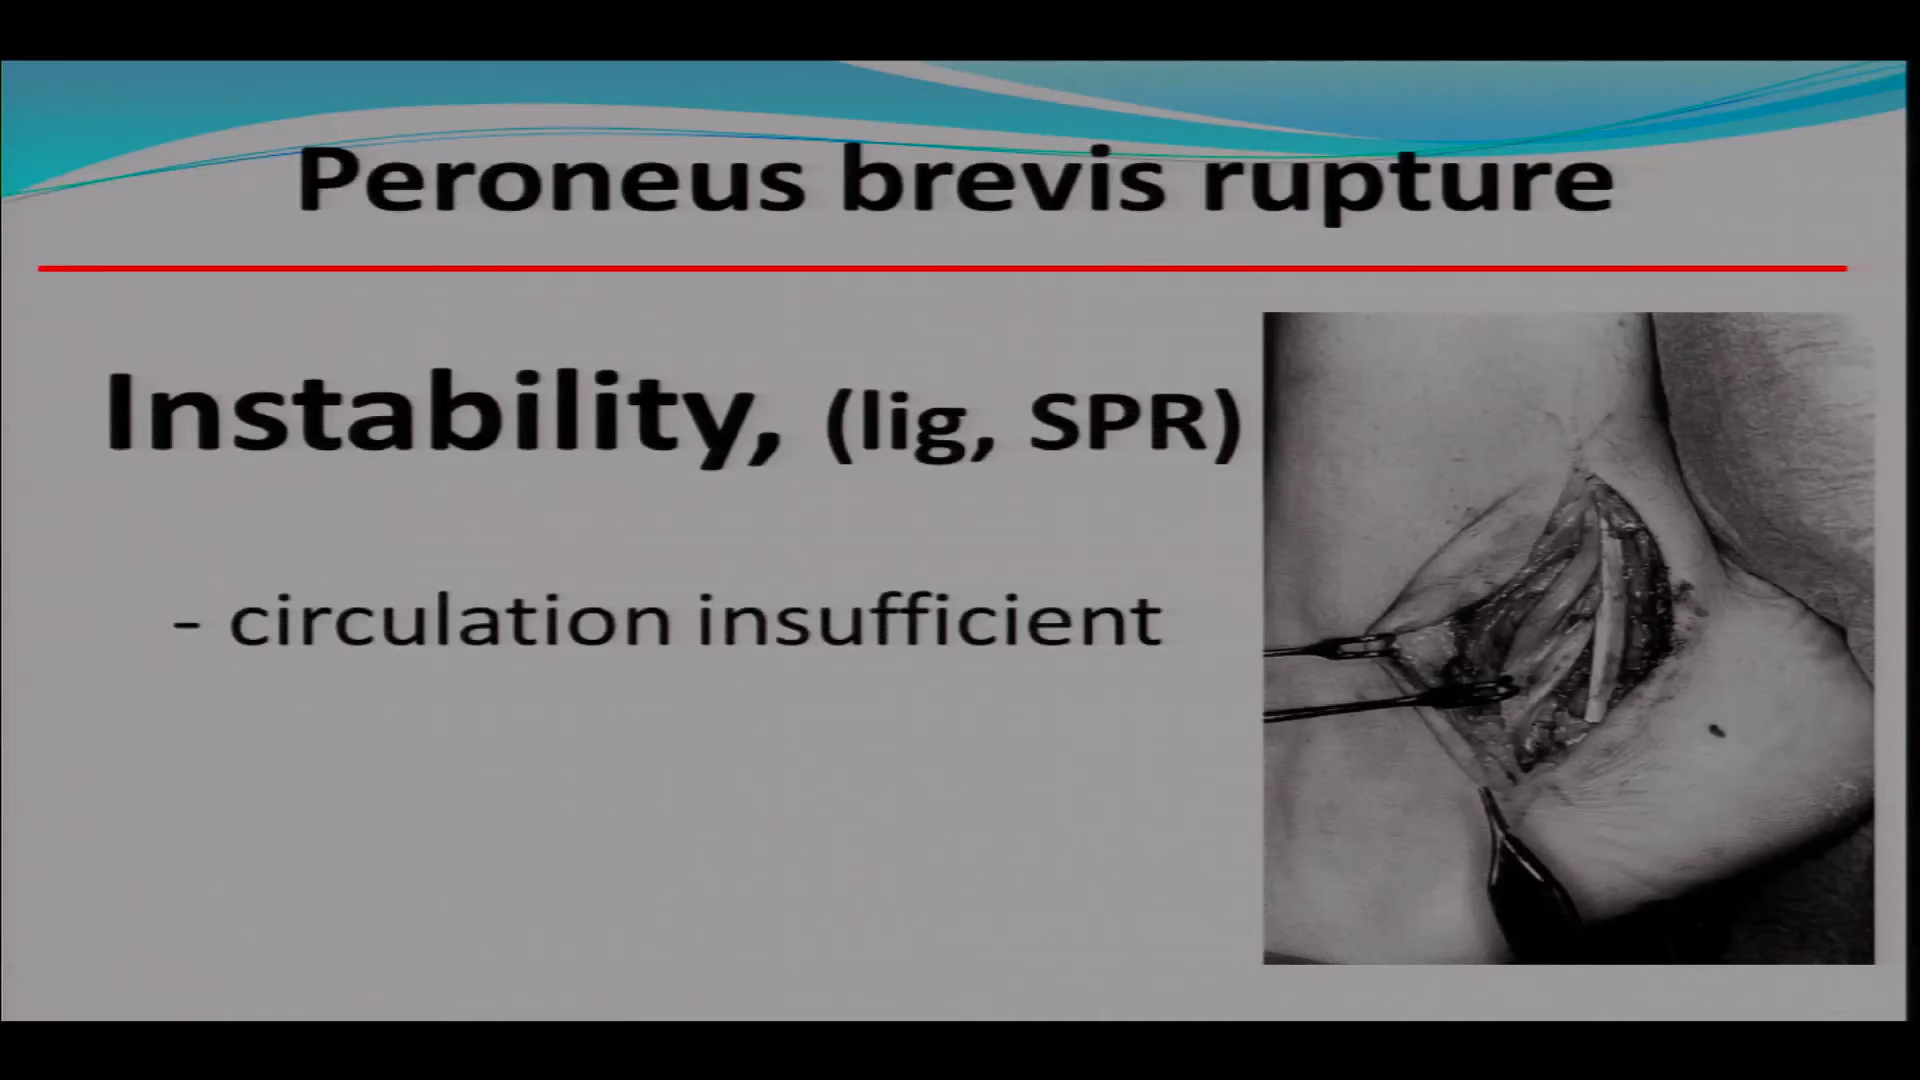 Peroneus brevis rupture
Instability, (lig, SPR)
- circulation insufficient